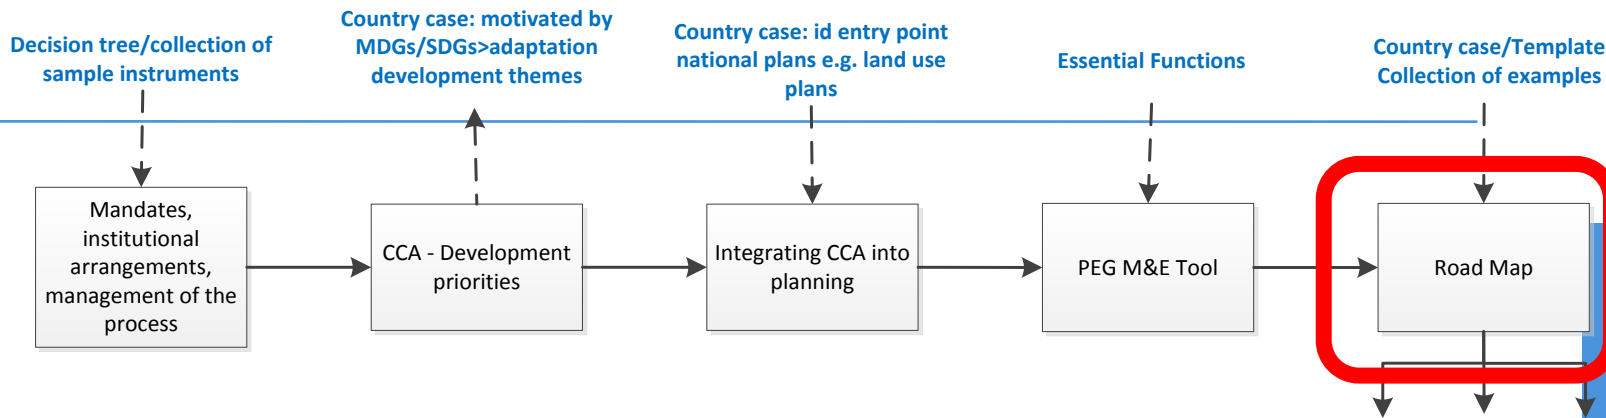 Decision tree/collection of
sample instruments
Country case: motivated by
MDGs/SDGs>adaptation
development themes
Country case: id entry point
national plans e.g. land use
plans
Essential Functions
Country case/Template
Collection of examples
Mandates,
institutional
arrangements,
management of the
process
CCA - Development
priorities
Integrating CCA into
planning
PEG M&E Tool
Road Map